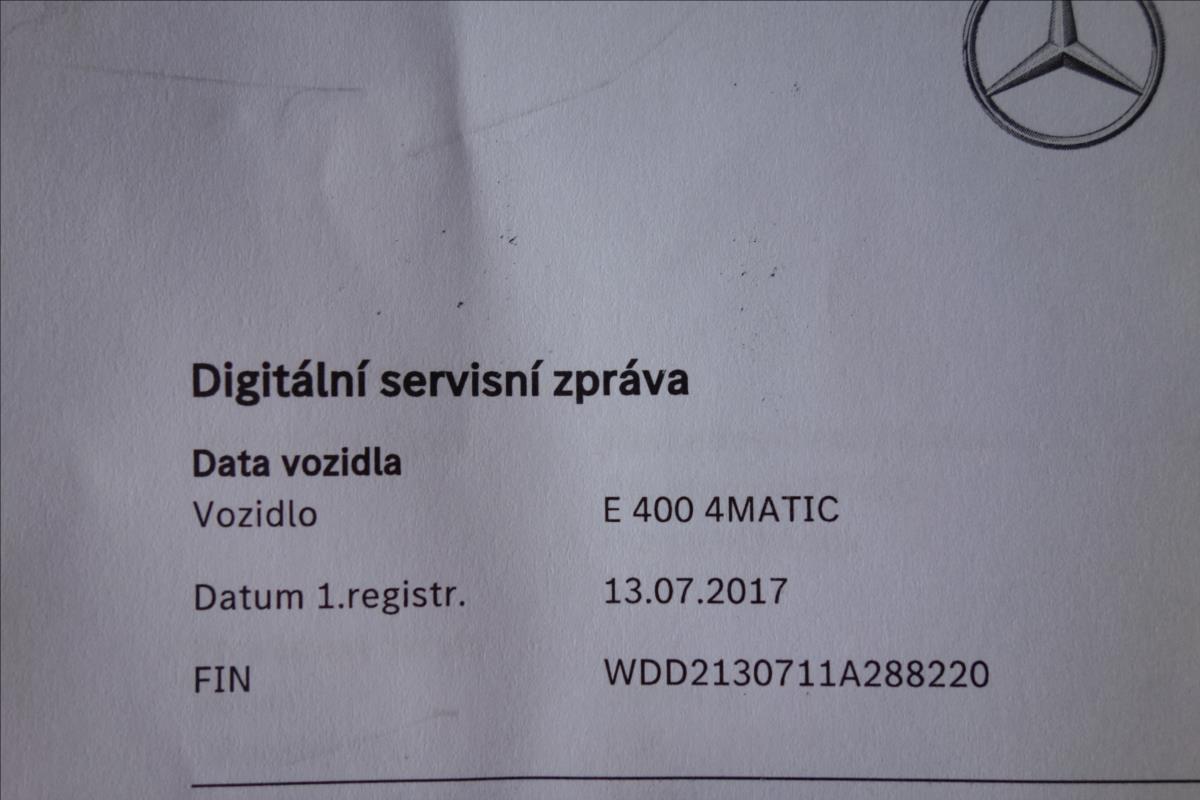 Digitální servisní zpráva
Data vozidla
Vozidlo E 400 4MATIC
Datum 1.registr. 13.07.2017
FIN WDD2130711A288220